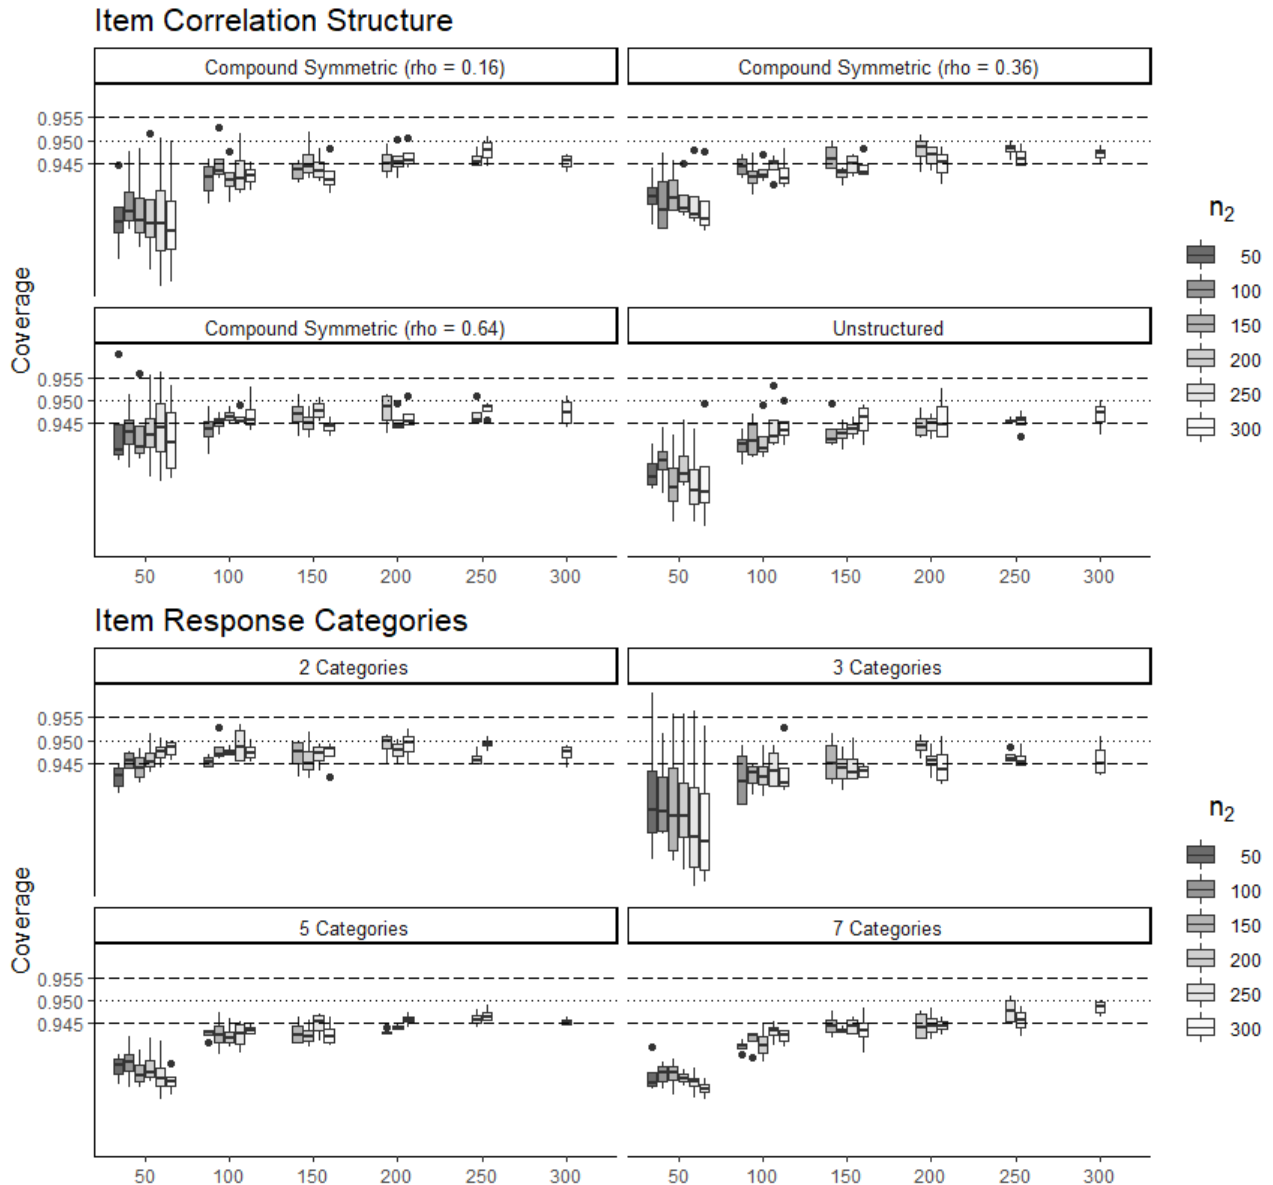 Item Correlation Structure
Compound Symmetric (rho = 0.16)
Compound Symmetric (rho = 0.36)
0.955
0.950
0.945
Coverage
Compound Symmetric (rho = 0.64)
Unstructured
0.955
0.950
0.945
50 100 150 200 250 300
50 100 150 200 250 300
n2
50
100
150
200
250
300
Item Response Categories
2 Categories
3 Categories
0.955
0.950
0.945
Coverage
5 Categories
7 Categories
0.955
0.950
0.945
50 100 150 200 250 300
50 100 150 200 250 300
n2
50
100
150
200
250
300